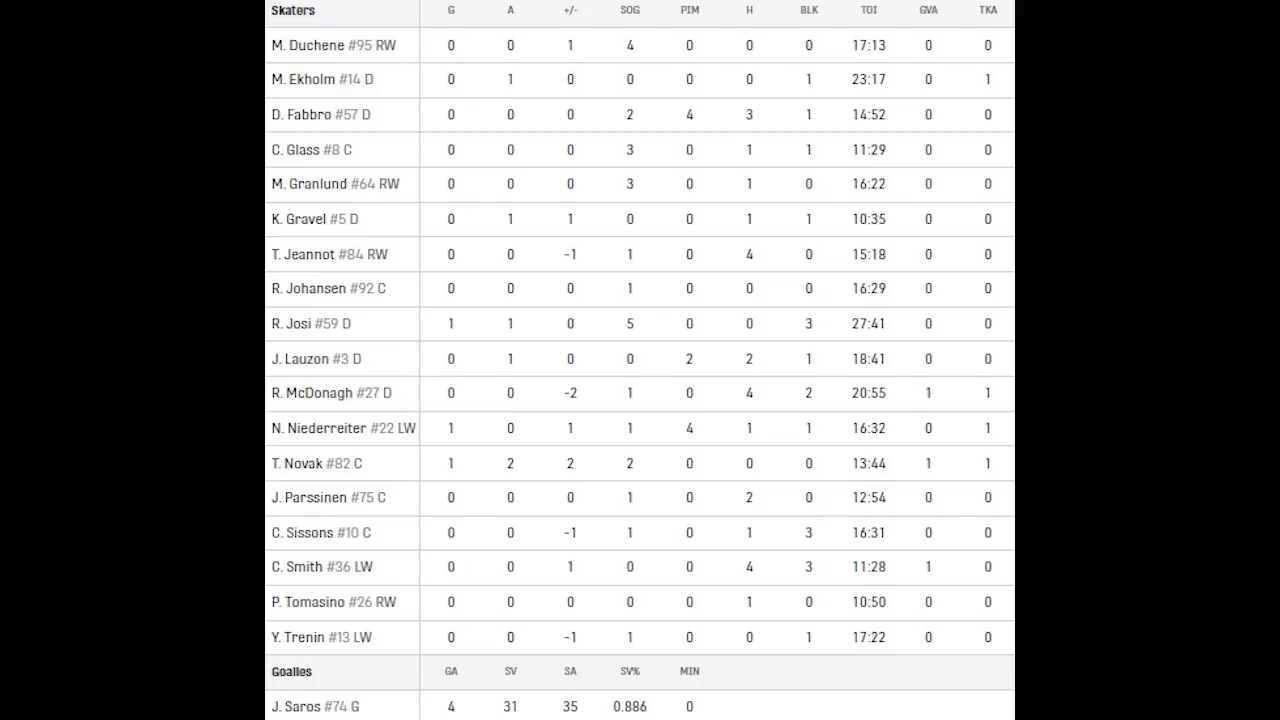 Skaters G A +/- SOG PIM H BLK TOI GVA TKA
M. Duchene #95 RW 0 0 1 4 0 0 0 17:13 0 0
M. Ekholm #14 D 0 1 0 0 0 0 1 23:17 0 1
D. Fabbro #57 D 0 0 0 2 4 3 1 14:52 0 0
C. Glass #8 C 0 0 0 3 0 1 1 11:29 0 0
M. Granlund #64 RW 0 0 0 3 0 1 0 16:22 0 0
K. Gravel #5 D 0 1 1 0 0 1 1 10:35 0 0
T. Jeannot #84 RW 0 0 -1 1 0 4 0 15:18 0 0
R. Johansen #92 C 0 0 0 1 0 0 0 16:29 0 0
R. Josi #59 D 1 1 0 5 0 0 3 27:41 0 0
J. Lauzon #3 D 0 1 0 0 2 2 1 18:41 0 0
R. McDonagh #27 D 0 0 -2 1 0 4 2 20:55 1 1
N. Niederreiter #22 LW 1 0 1 1 4 1 1 16:32 0 1
T. Novak #82 C 1 2 2 2 0 0 0 13:44 1 1
J. Parssinen #75 C 0 0 0 1 0 2 0 12:54 0 0
C. Sissons #10 C 0 0 -1 1 0 1 3 16:31 0 0
C. Smith #36 LW 0 0 1 0 0 4 3 11:28 1 0
P. Tomasino #26 RW 0 0 0 0 0 1 0 10:50 0 0
Y. Trenin #13 LW 0 0 -1 1 0 0 1 17:22 0 0
Goalies GA SV SA SV% MIN
J. Saros #74 G 4 31 35 0.886 0